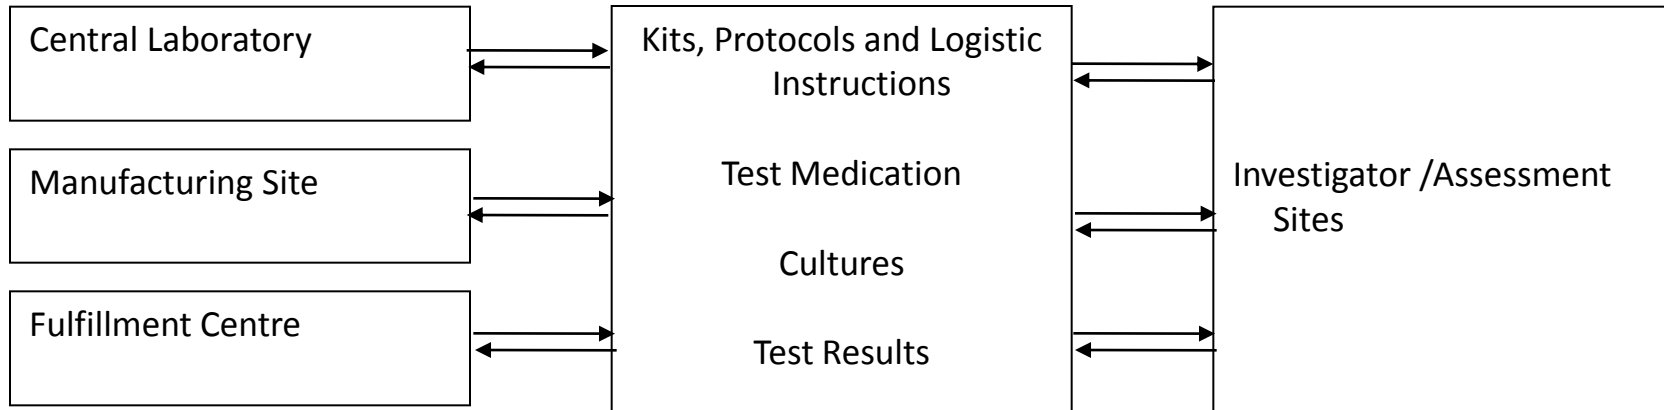 Central Laboratory
Manufacturing Site
Fulfillment Centre
Kits, Protocols and Logistic
Instructions
Test Medication
Cultures
Test Results
Investigator /Assessment
Sites